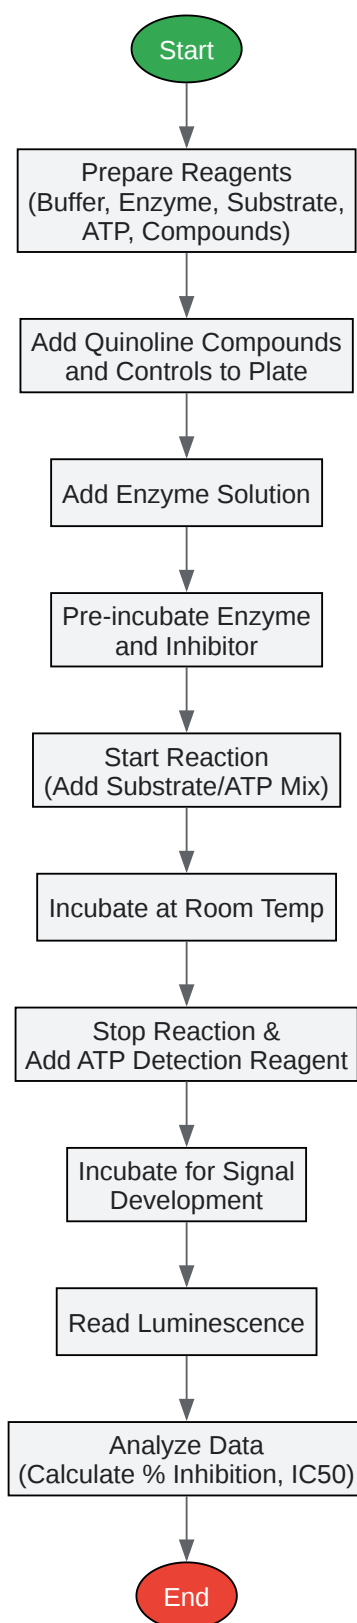 Start
Prepare Reagents
(Buffer, Enzyme, Substrate,
ATP, Compounds)
Add Quinoline Compounds
and Controls to Plate
Add Enzyme Solution
Pre-incubate Enzyme
and Inhibitor
Start Reaction
(Add Substrate/ATP Mix)
Incubate at Room Temp
Stop Reaction &
Add ATP Detection Reagent
Incubate for Signal
Development
Read Luminescence
Analyze Data
(Calculate % Inhibition, IC50)
End